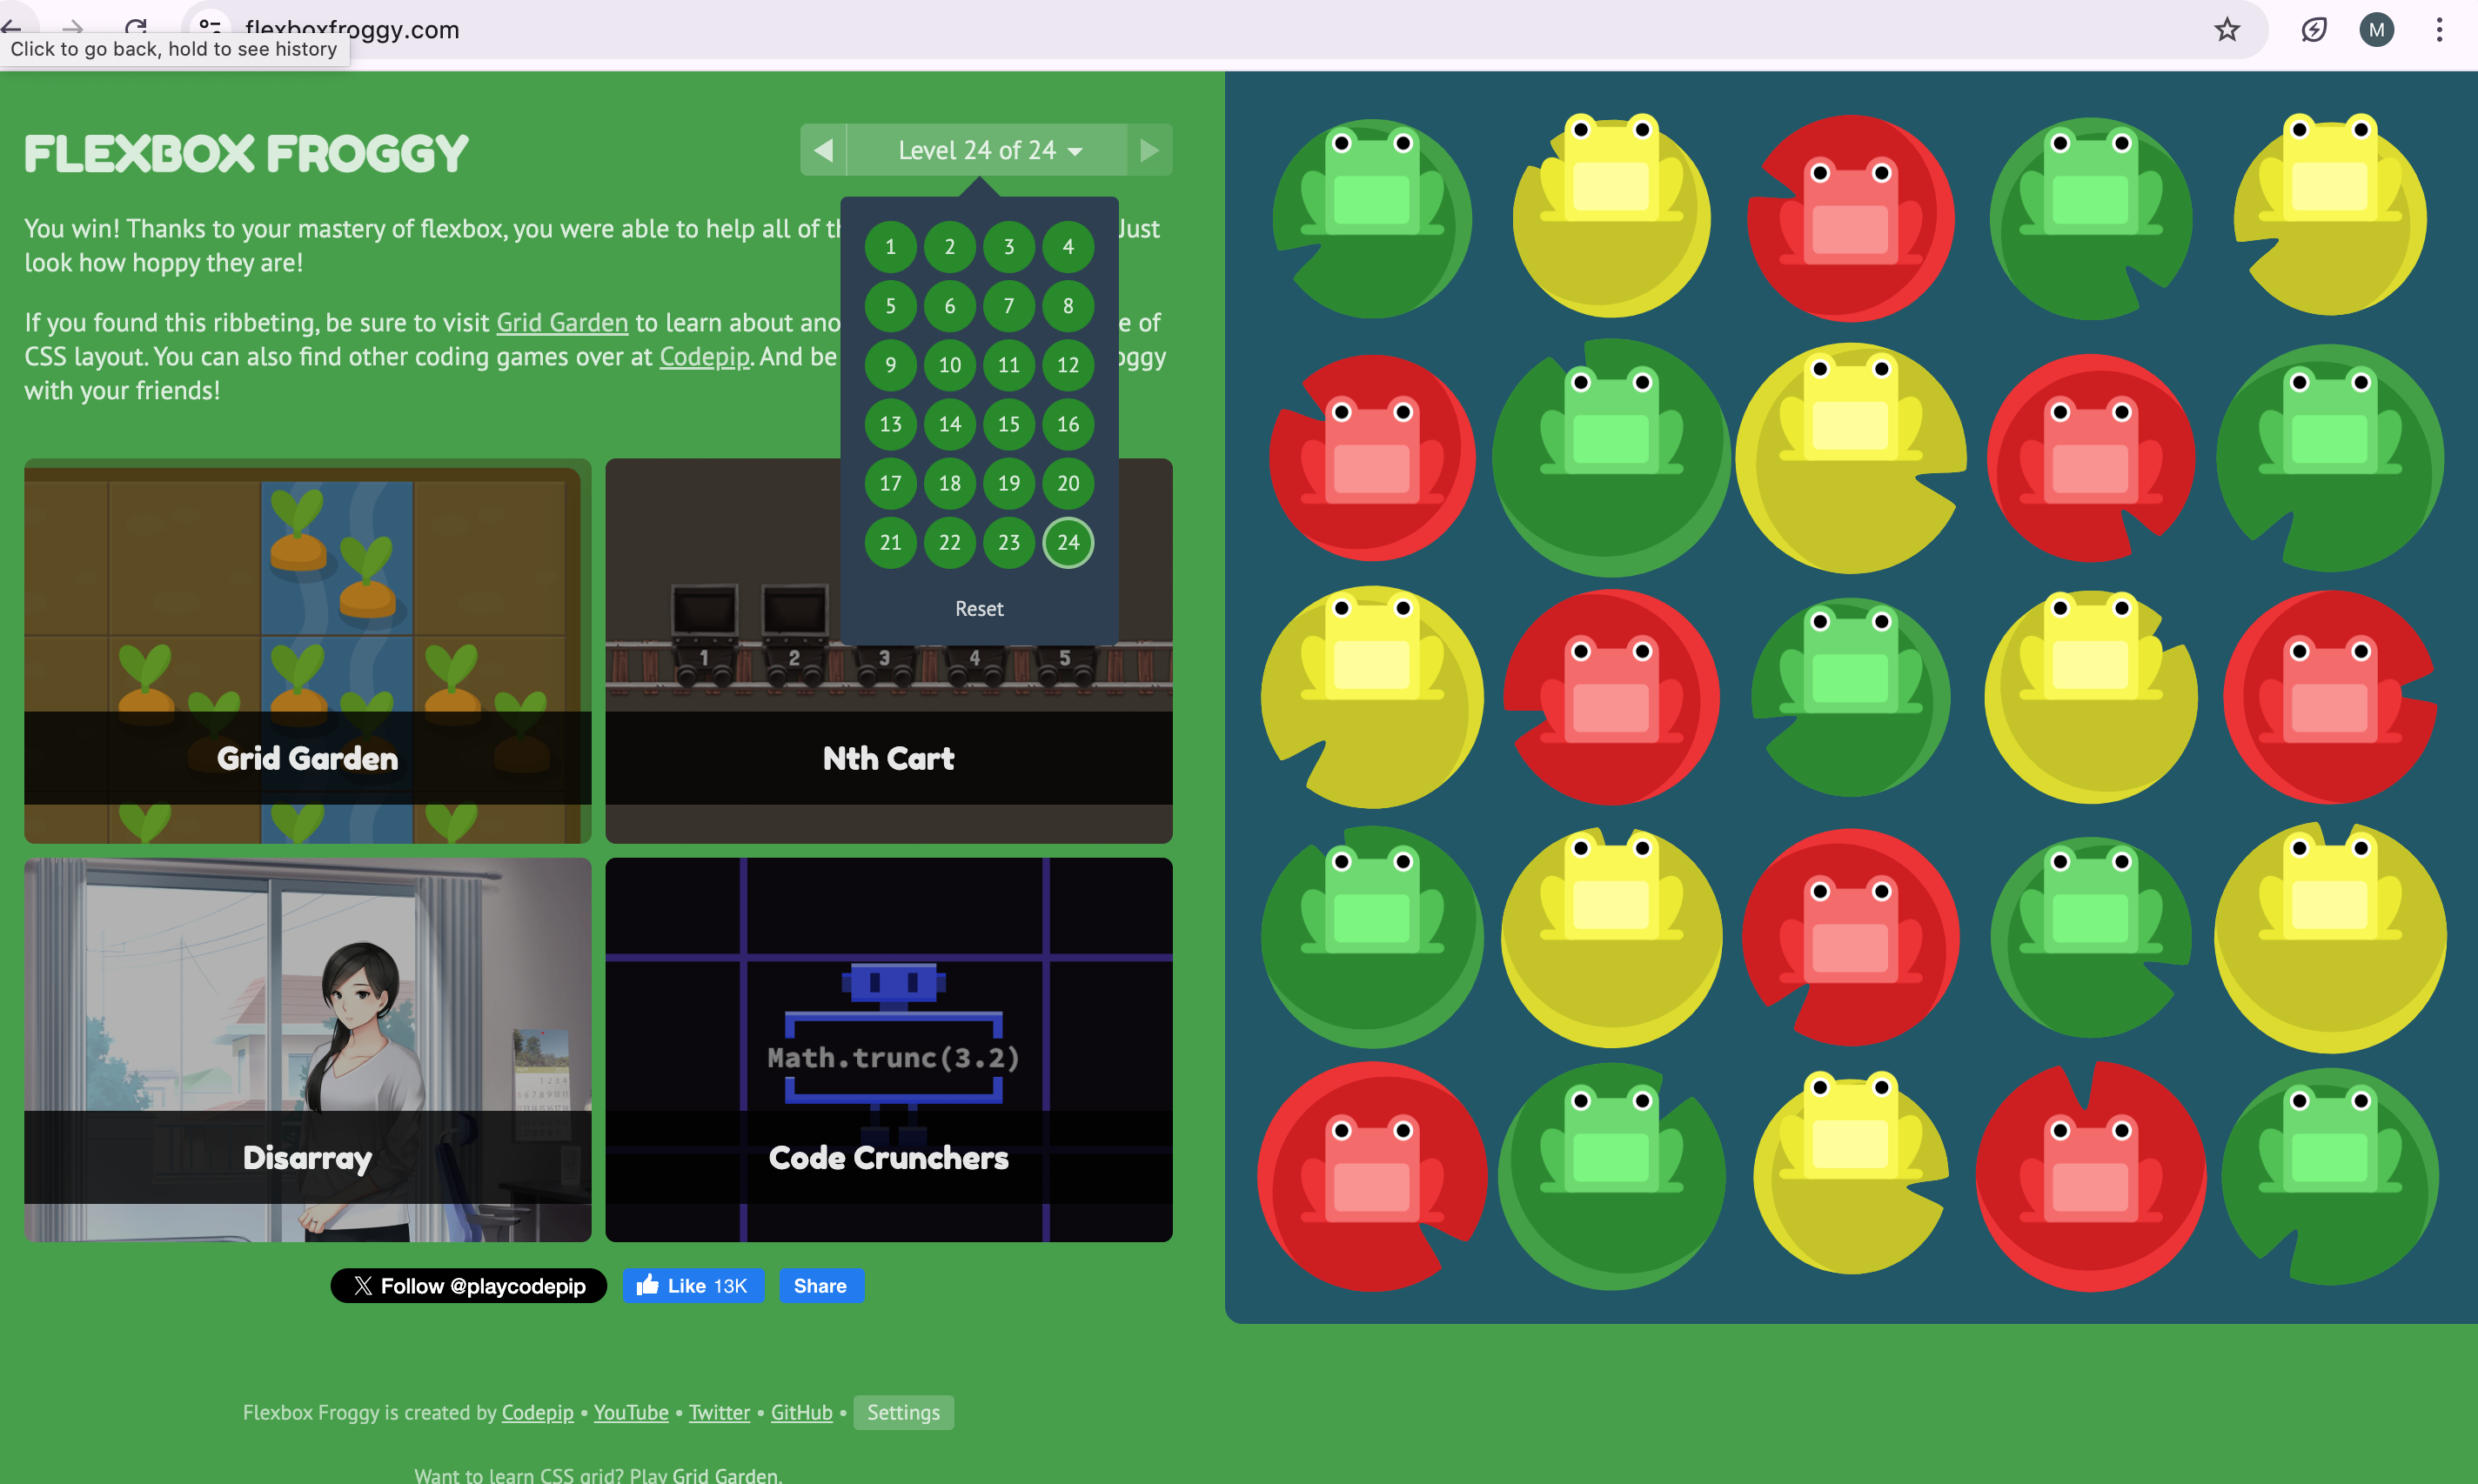 flexboxfroggy.com
M
Click to go back, hold to see history
FLEXBOX FROGGY
Level 24 of 24
You win! Thanks to your mastery of flexbox, you were able to help all of th
Just
look how hoppy they are!
If you found this ribbeting, be sure to visit Grid Garden to learn about ano
e of
CSS layout. You can also find other coding games over at Codepip. And be
oggy
with your friends!
1 2 3 4
5 6 7 8
9 10 11 12
13 14 15 16
17 18 19 20
21 22 23 24
Reset
1 2 3 4 5
Grid Garden
Nth Cart
Math.trunc(3.2)
Disarray
Code Crunchers
Follow @playcodepip
Like 13K
Share
Flexbox Froggy is created by Codepip • YouTube • Twitter • GitHub • Settings
Want to learn CSS grid? Play Grid Garden.